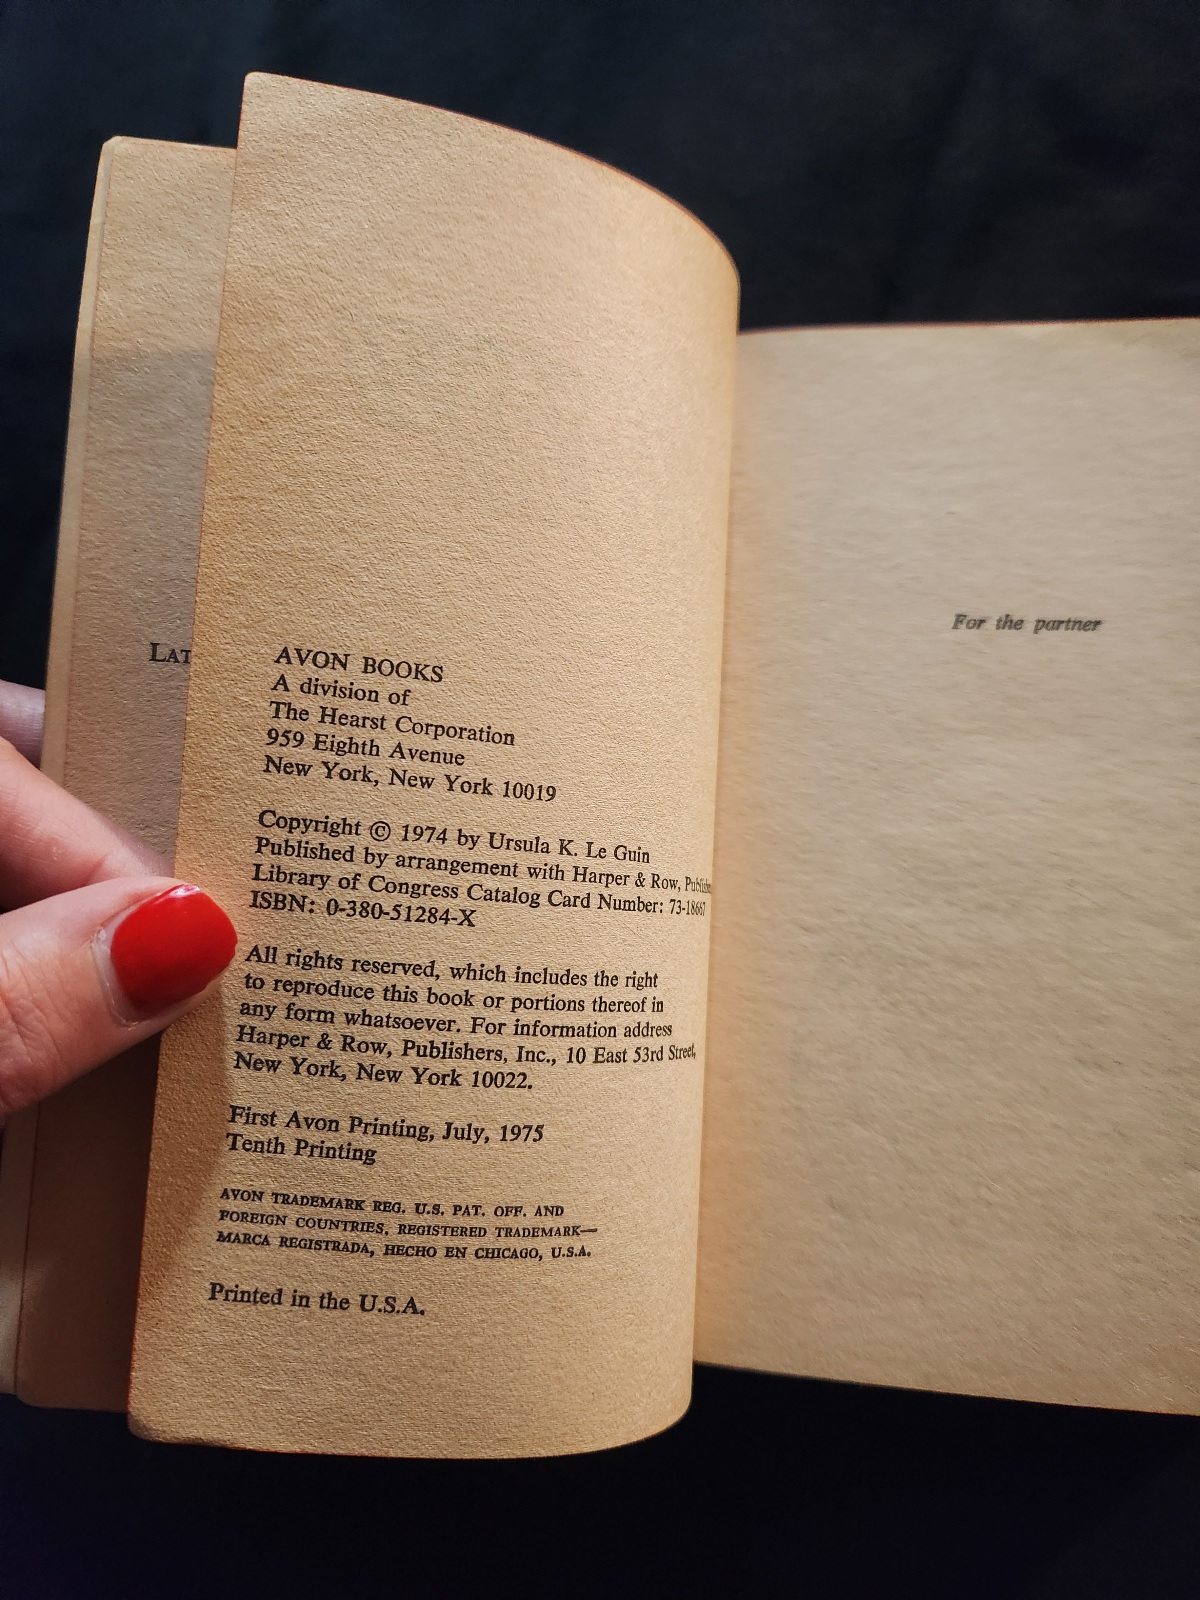 LAT
AVON BOOKS
A division of
The Hearst Corporation
959 Eighth Avenue
New York, New York 10019
Copyright © 1974 by Ursula K. Le Guin
Published by arrangement with Harper & Row,
Library of Congress Catalog Card Number: 73-18667
ISBN: 0-380-51284-X
All rights reserved, which includes the right
to reproduce this book or portions thereof in
any form whatsoever. For information address
Harper & Row, Publishers, Inc., 10 East 53rd Street,
New York, New York 10022.
First Avon Printing, July, 1975
Tenth Printing
AVON TRADEMARK REG. U.S. PAT. OFF. AND
FOREIGN COUNTRIES, REGISTERED TRADEMARK—
MARCA REGISTRADA, HECHO EN CHICAGO, U.S.A.
Printed in the U.S.A.
For the partner